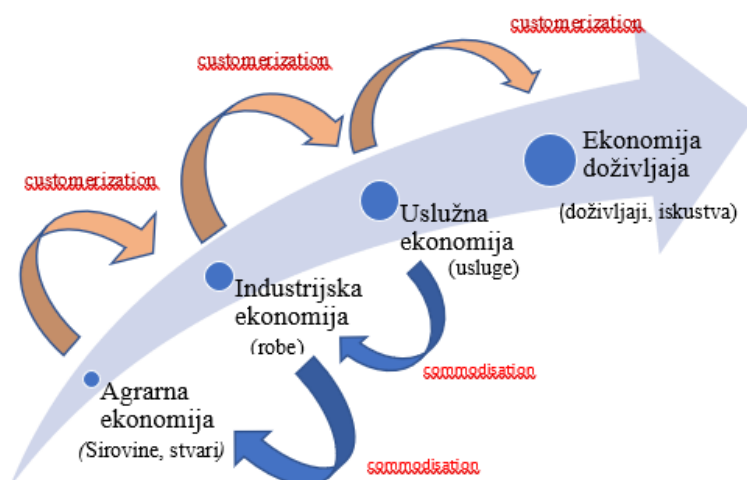 customerization
customerization
customerization
Ekonomija
doživljaja
(doživljaji, iskustva)
Uslužna
ekonomija
(usluge)
Industrijska
ekonomija
(robe)
commodisation
Agrarna
ekonomija
(Sirovine, stvari)
commodisation